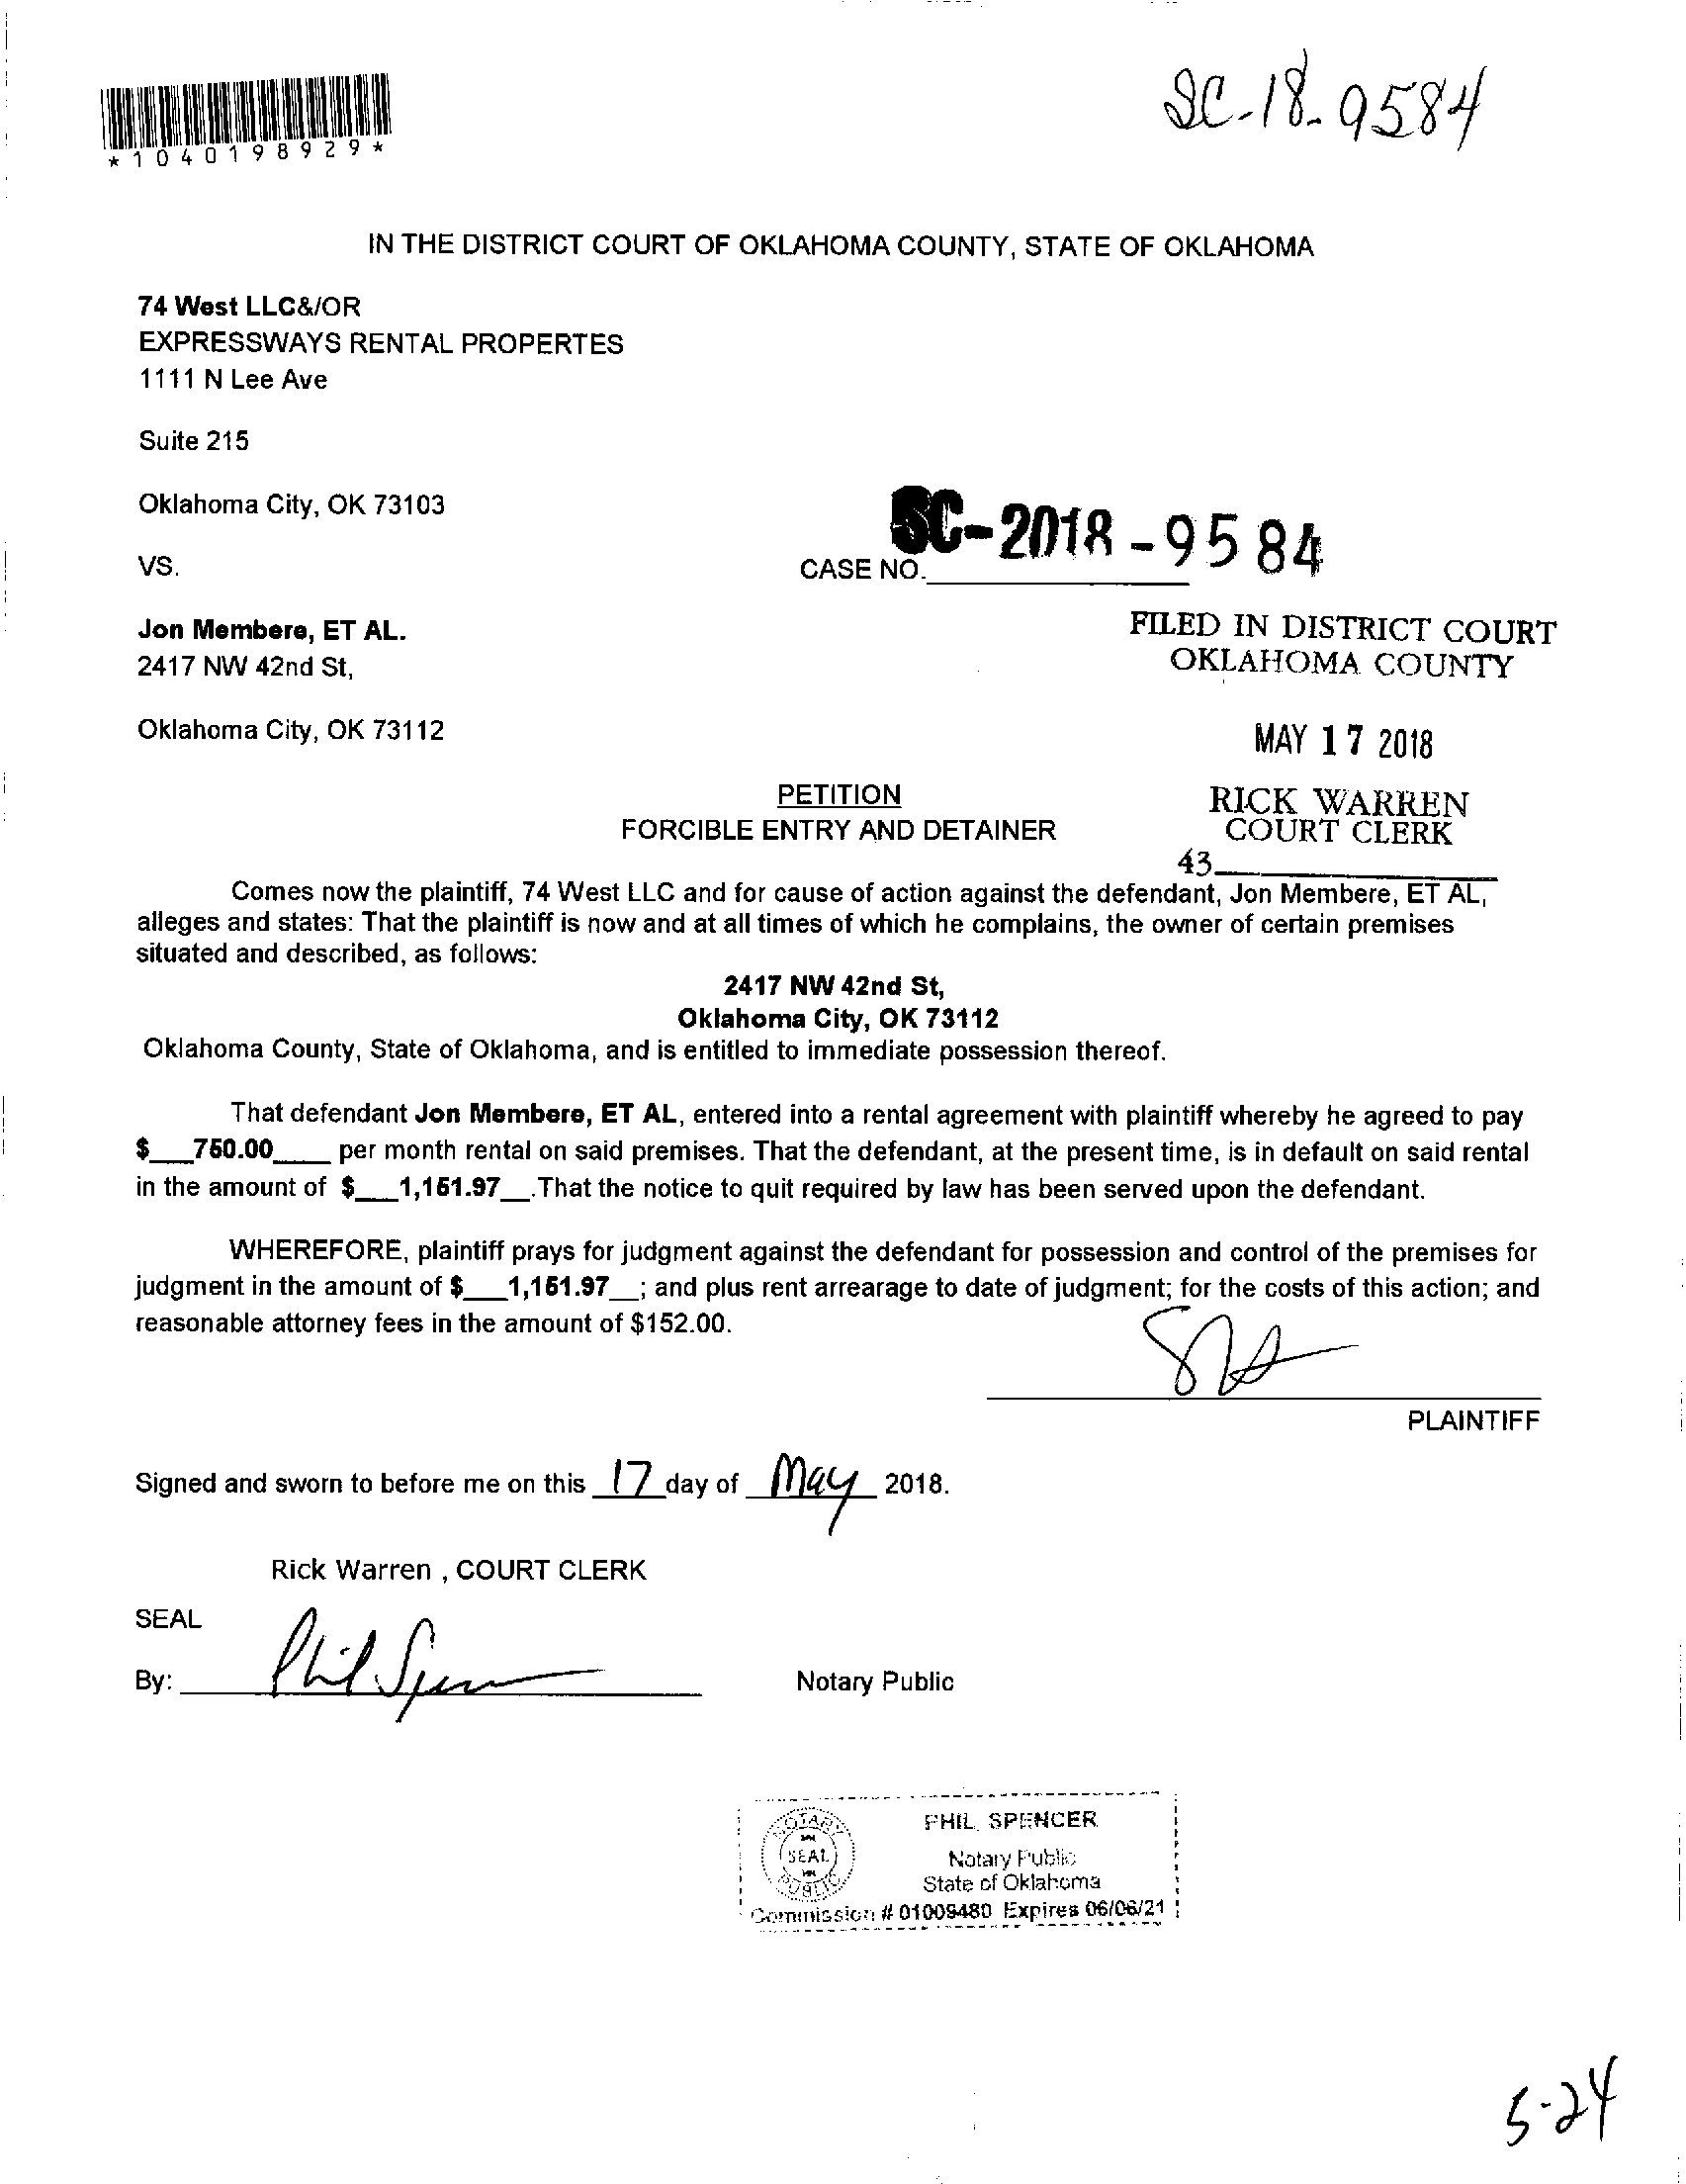 SC-18-9584
*1040198929*
IN THE DISTRICT COURT OF OKLAHOMA COUNTY, STATE OF OKLAHOMA
74 West LLC&/OR
EXPRESSWAYS RENTAL PROPERTES
1111 N Lee Ave
Suite 215
Oklahoma City, OK 73103
VS.
CASE NO. SC-2018-9584
Jon Membere, ET AL.
2417 NW 42nd St,
Oklahoma City, OK 73112
FILED IN DISTRICT COURT
OKLAHOMA COUNTY
MAY 17 2018
RICK WARREN
COURT CLERK
43
PETITION
FORCIBLE ENTRY AND DETAINER
Comes now the plaintiff, 74 West LLC and for cause of action against the defendant, Jon Membere, ET AL,
alleges and states: That the plaintiff is now and at all times of which he complains, the owner of certain premises
situated and described, as follows:
2417 NW 42nd St,
Oklahoma City, OK 73112
Oklahoma County, State of Oklahoma, and is entitled to immediate possession thereof.
That defendant Jon Membere, ET AL, entered into a rental agreement with plaintiff whereby he agreed to pay
$___750.00____ per month rental on said premises. That the defendant, at the present time, is in default on said rental
in the amount of $___1,151.97__.That the notice to quit required by law has been served upon the defendant.
WHEREFORE, plaintiff prays for judgment against the defendant for possession and control of the premises for
judgment in the amount of $___1,151.97__; and plus rent arrearage to date of judgment; for the costs of this action; and
reasonable attorney fees in the amount of $152.00.
PLAINTIFF
Signed and sworn to before me on this 17 day of May 2018.
Rick Warren , COURT CLERK
SEAL
By: Phil Spencer Notary Public
NOTARY
SEAL
PUBLIC
PHIL SPENCER
Notary Public
State of Oklahoma
Commission # 01009480 Expires 06/06/21
5-24